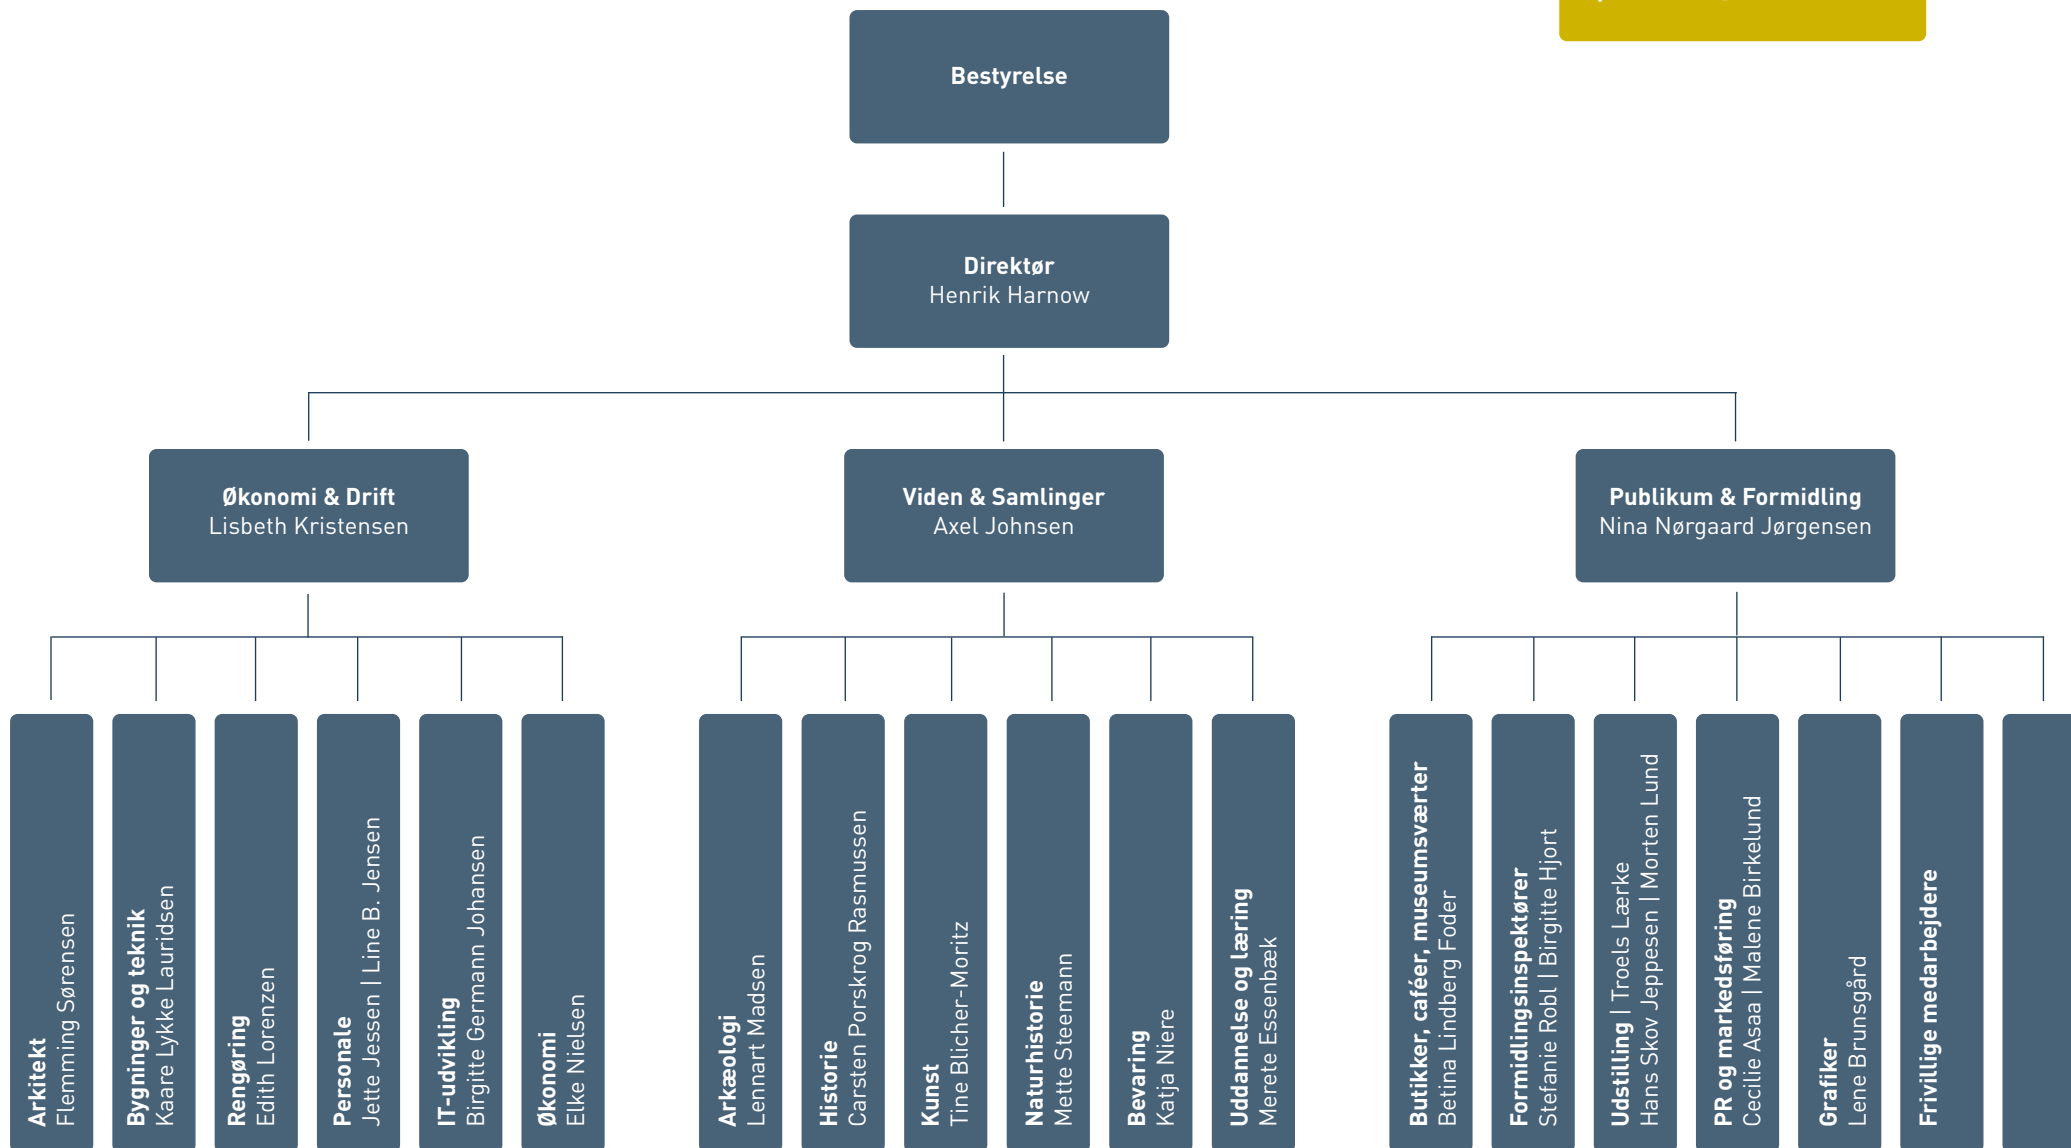 Bestyrelse
Direktør
Henrik Harnow
Økonomi & Drift
Lisbeth Kristensen
Viden & Samlinger
Axel Johnsen
Publikum & Formidling
Nina Nørgaard Jørgensen
Arkitekt
Flemming Sørensen
Bygninger og teknik
Kaare Lykke Lauridsen
Rengøring
Edith Lorenzen
Personale
Jette Jessen | Line B. Jensen
IT-udvikling
Birgitte Germann Johansen
Økonomi
Elke Nielsen
Arkæologi
Lennart Madsen
Historie
Carsten Porskrog Rasmussen
Kunst
Tine Blicher-Moritz
Naturhistorie
Mette Steemann
Bevaring
Katja Niere
Uddannelse og læring
Merete Essenbæk
Butikker, caféer, museumsværter
Betina Lindberg Foder
Formidlingsinspektører
Stefanie Robl | Birgitte Hjort
Udstilling | Troels Lærke
Hans Skov Jeppesen | Morten Lund
PR og markedsføring
Cecilie Asaa | Malene Birkelund
Grafiker
Lene Brunsgård
Frivillige medarbejdere